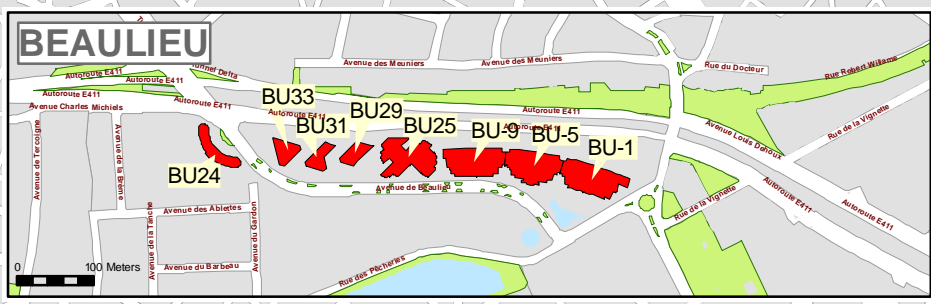 BEAULIEU
Tunnel Delta
Autoroute E411
Autoroute E411
Autoroute E411
Avenue des Meuniers
Avenue des Meuniers
Rue du Docteur
Rue Robert Willame
Avenue Charles Michiels
BU33
Autoroute E411
BU31
BU29
BU25
Autoroute E411
Autoroute E411
BU-9
BU-5
BU-1
Avenue Louis Dehoux
Rue de la Vignette
BU24
Avenue de Tercoigne
Avenue de la Brème
Avenue de Beaulieu
Rue de la Vignette
Autoroute E411
Autoroute E411
Avenue des Ablettes
Avenue de la Tanche
Avenue du Gardon
Avenue du Barbeau
Rue des Pêcheries
0 100 Meters